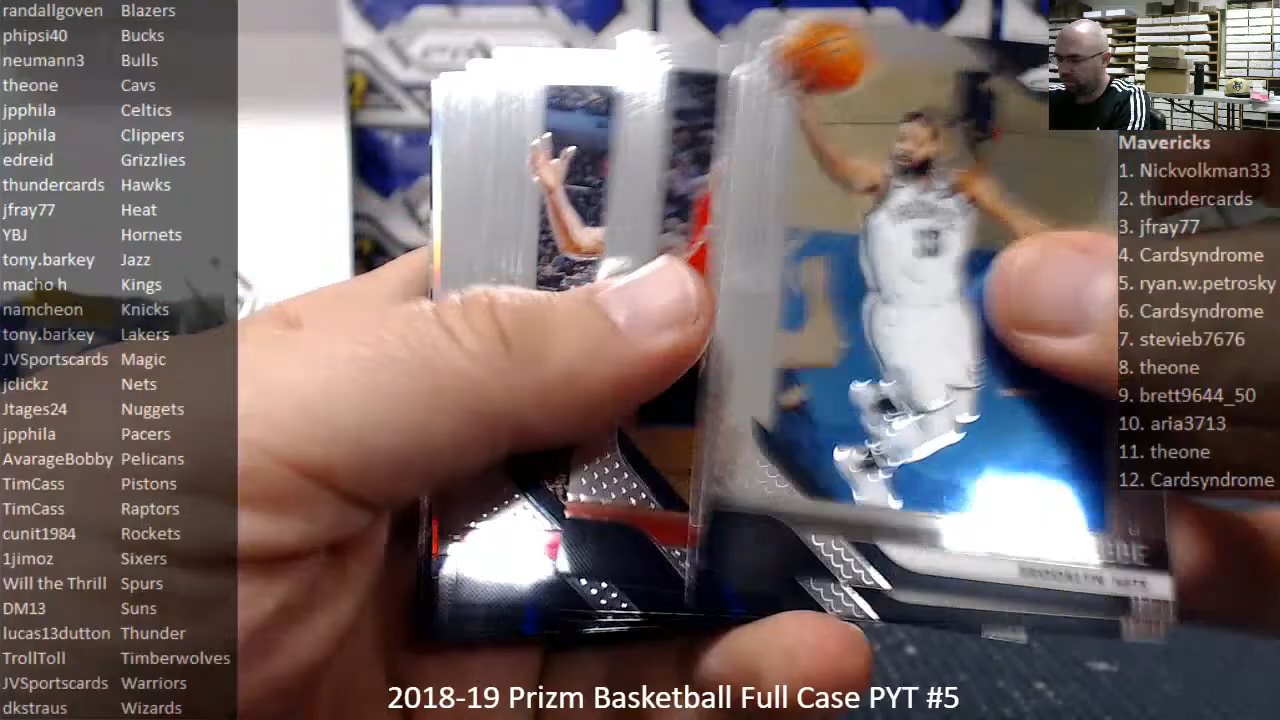 randallgoven Blazers
phipsi40 Bucks
neumann3 Bulls
theone Cavs
jpphila Celtics
jpphila Clippers
edreid Grizzlies
thundercards Hawks
jfray77 Heat
YBJ Hornets
tony.barkey Jazz
macho h Kings
namcheon Knicks
tony.barkey Lakers
JVSportscards Magic
jclickz Nets
Jtages24 Nuggets
jpphila Pacers
AvarageBobby Pelicans
TimCass Pistons
TimCass Raptors
cunit1984 Rockets
1jimoz Sixers
Will the Thrill Spurs
DM13 Suns
lucas13dutton Thunder
TrollToll Timberwolves
JVSportscards Warriors
dkstraus Wizards
Mavericks
1. Nickvolkman33
2. thundercards
3. jfray77
4. Cardsyndrome
5. ryan.w.petrosky
6. Cardsyndrome
7. stevieb7676
8. theone
9. brett9644_50
10. aria3713
11. theone
12. Cardsyndrome
2018-19 Prizm Basketball Full Case PYT #5